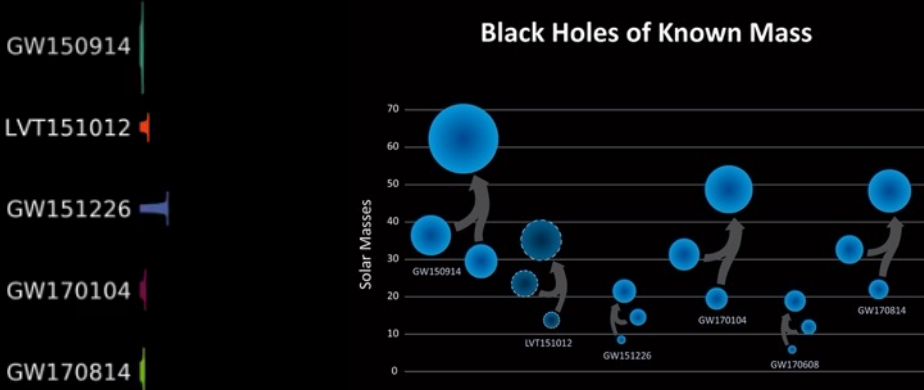 GW150914
LVT151012
GW151226
GW170104
GW170814
Black Holes of Known Mass
Solar Masses
70
60
50
40
30
20
10
0
GW150914
LVT151012
GW151226
GW170104
GW170608
GW170814